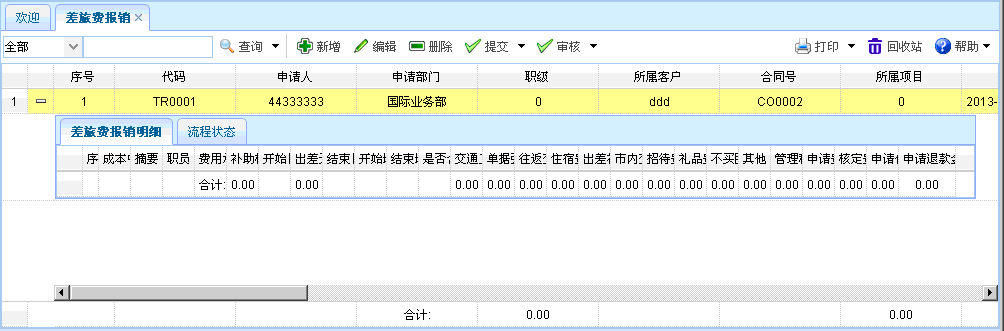 欢迎 差旅费报销
全部 查询 新增 编辑 删除 提交 审核 打印 回收站 帮助
序号 代码 申请人 申请部门 职级 所属客户 合同号 所属项目
1 1 TR0001 44333333 国际业务部 0 ddd CO0002 0 2013-
差旅费报销明细 流程状态
序 成本 摘要 职员 费用 补助 开始 出差 结束 开始 结束 是否 交通 单据 往返 住宿 出差 市内 招待 礼品 不买 其他 管理 申请 核定 申请 申请退款
合计: 0.00 0.00 0.00 0.00 0.00 0.00 0.00 0.00 0.00 0.00 0.00 0.00 0.00 0.00 0.00 0.00 0.00
合计: 0.00 0.00